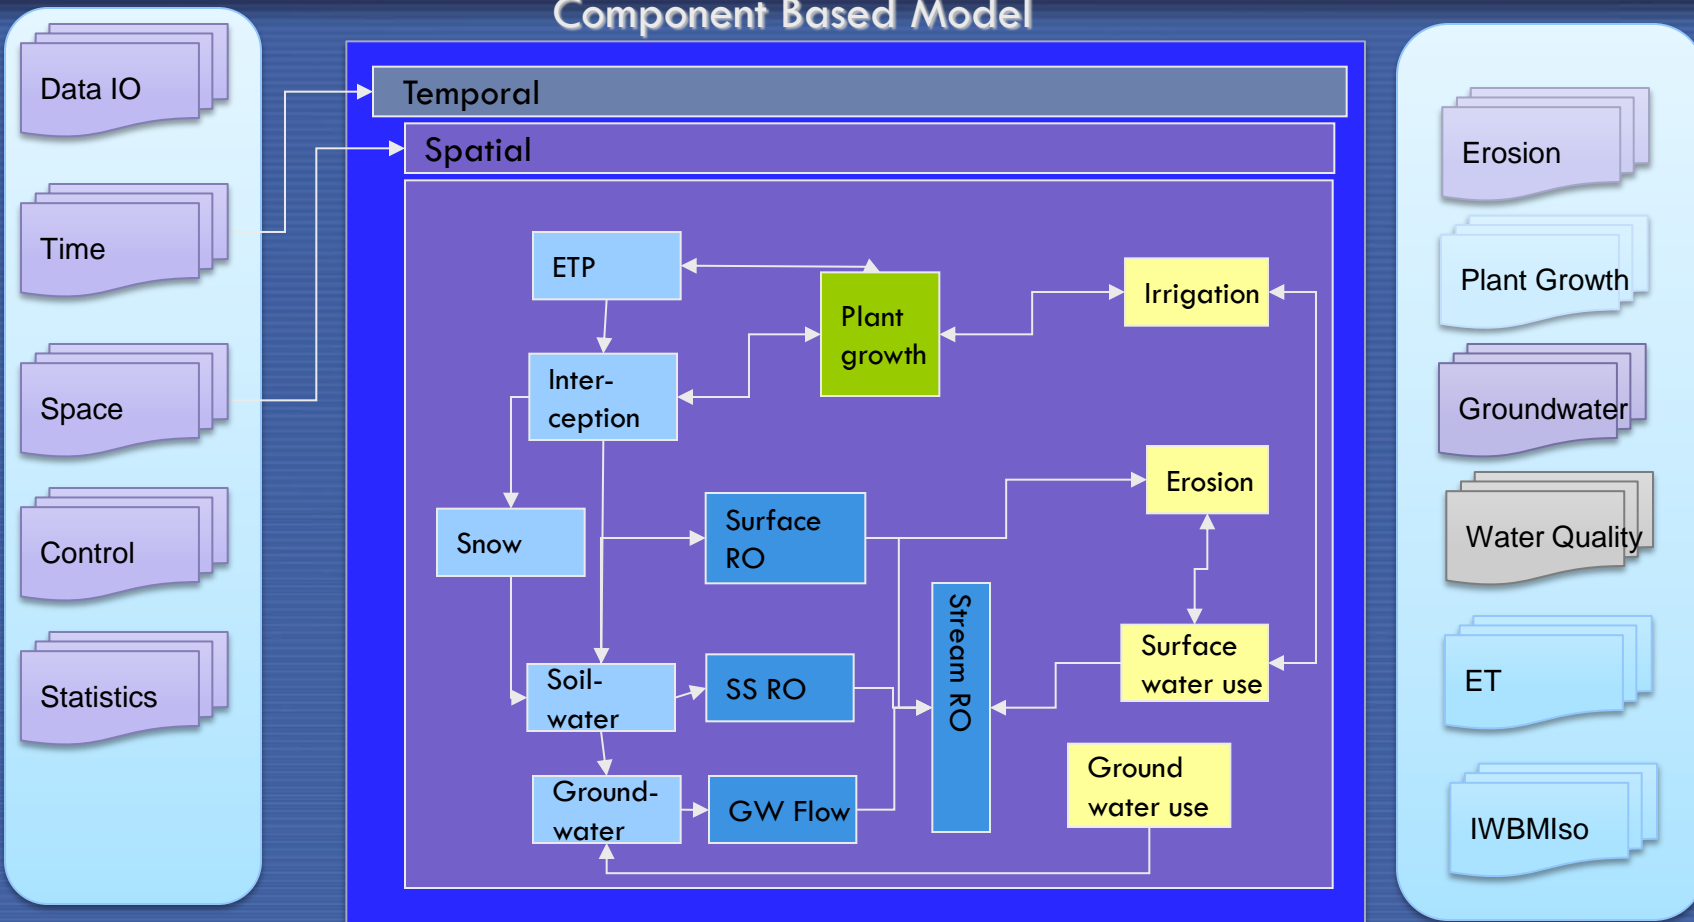 Component Based Model
Data IO
Time
Space
Control
Statistics
Temporal
Spatial
ETP
Plant
growth
Irrigation
Inter-
ception
Erosion
Snow
Surface
RO
Stream RO
Surface
water use
Soil-
water
SS RO
Ground
water use
Ground-
water
GW Flow
Erosion
Plant Growth
Groundwater
Water Quality
ET
IWBMIso